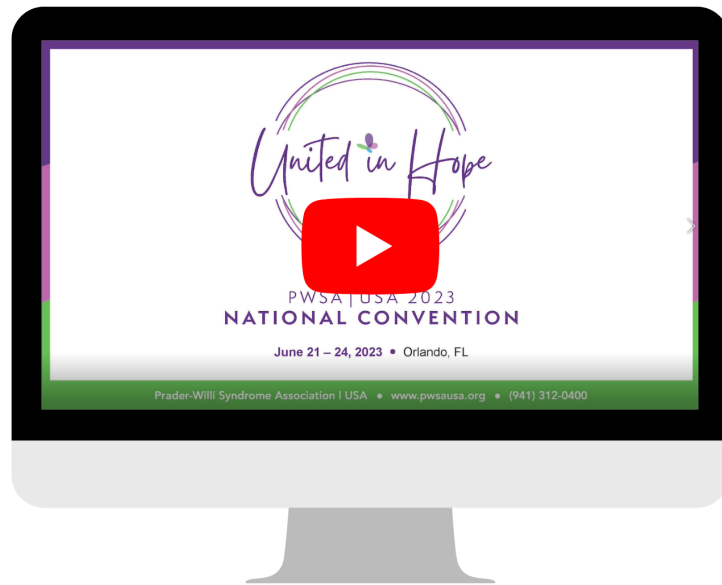 United in Hope
PWSA | USA 2023
NATIONAL CONVENTION
June 21 – 24, 2023 • Orlando, FL
Prader-Willi Syndrome Association | USA • www.pwsausa.org • (941) 312-0400